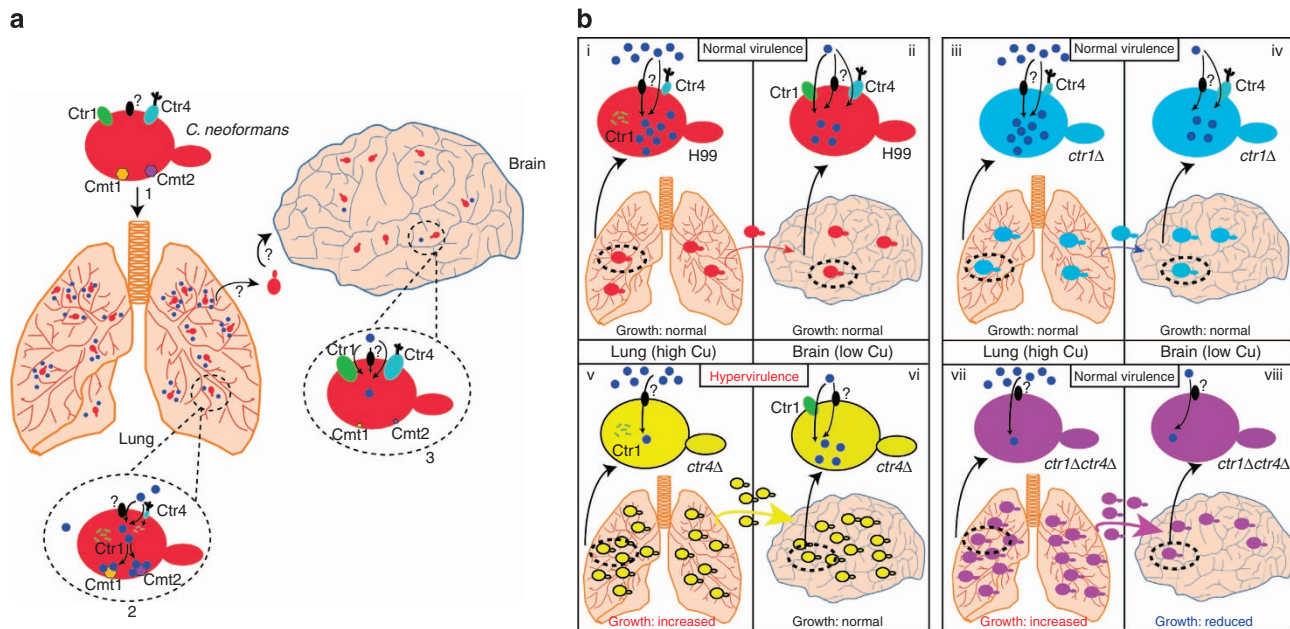 a
Ctr1
?
Ctr4
C. neoformans
Cmt1
Cmt2
1
Brain
?
?
Lung
Ctr1
?
Ctr4
Cmt1
Cmt2
3
?
Ctr4
Ctr1
Cmt1
Cmt2
2
b
i
Normal virulence
ii
?
Ctr4
Ctr1
H99
Ctr1
?
Ctr4
H99
Growth: normal
Growth: normal
iii
Normal virulence
iv
?
Ctr4
ctr1Δ
?
Ctr4
ctr1Δ
Growth: normal
Growth: normal
Lung (high Cu)
Brain (low Cu)
Lung (high Cu)
Brain (low Cu)
v
Hypervirulence
vi
?
Ctr1
ctr4Δ
Ctr1
?
ctr4Δ
Growth: increased
Growth: normal
vii
Normal virulence
viii
?
ctr1Δctr4Δ
?
ctr1Δctr4Δ
Growth: increased
Growth: reduced